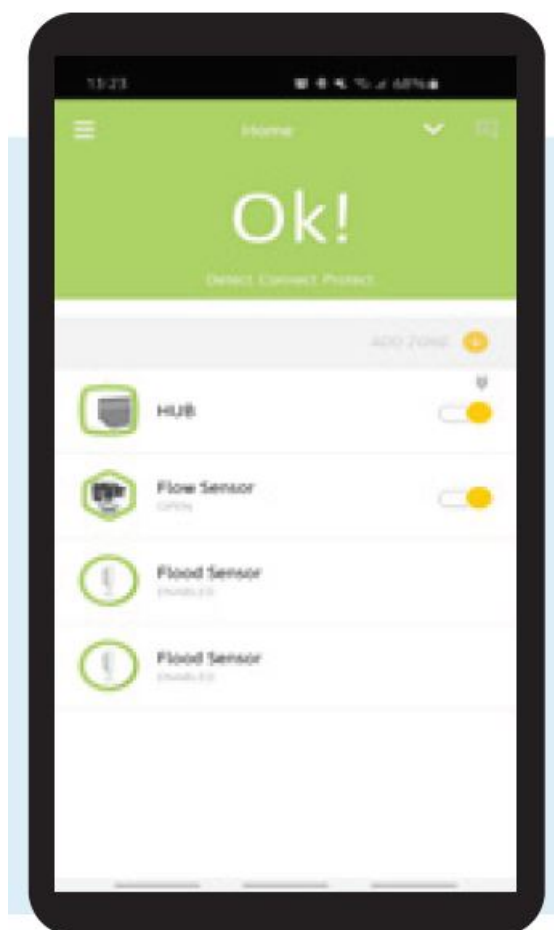 13:23 68%
Home
Ok!
Detect Connect Protect
ADD ZONE
HUB
Flow Sensor
OPEN
Flood Sensor
ENABLED
Flood Sensor
ENABLED